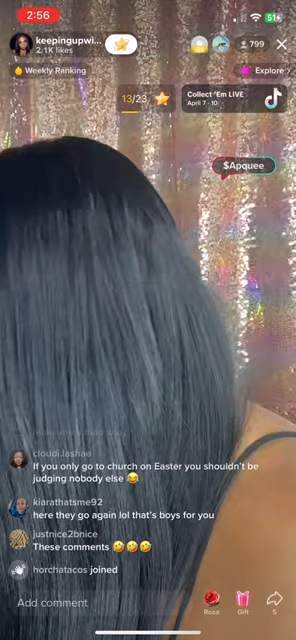 2:56
51
keepingupwi...
2.1K likes
799
Weekly Ranking
Explore
13/23
Collect 'Em LIVE
April 7 - 10
$Apquee
cloudi.lashae
If you only go to church on Easter you shouldn't be
judging nobody else 😂
kiarathatsme92
here they go again lol that's boys for you
justnice2bnice
These comments 🤣🤣🤣
horchatacos joined
Add comment
Rosa
Gift
5